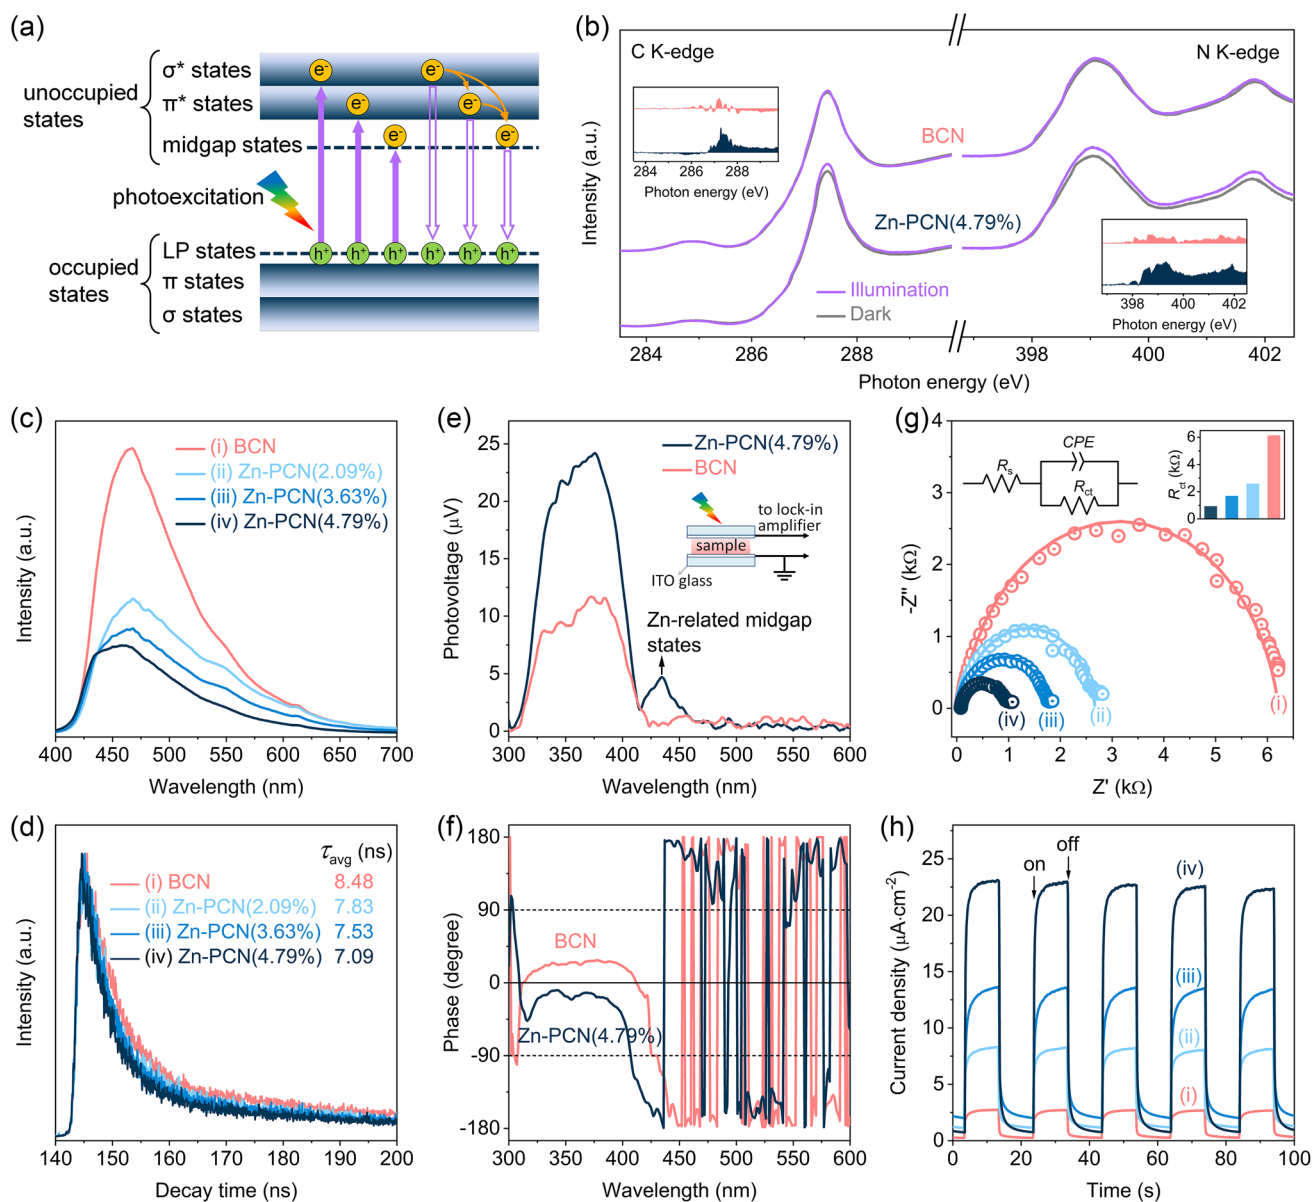 (a)
σ* states
unoccupied
states
π* states
midgap states
photoexcitation
LP states
occupied
states
π states
σ states
e⁻ e⁻
e⁻ e⁻
e⁻ e⁻
h⁺ h⁺ h⁺ h⁺ h⁺ h⁺
(b)
C K-edge
N K-edge
BCN
Zn-PCN(4.79%)
Illumination
Dark
284 286 288
Photon energy (eV)
398 400 402
Photon energy (eV)
Intensity (a.u.)
284 286 288 398 400 402
Photon energy (eV)
(c)
(i) BCN
(ii) Zn-PCN(2.09%)
(iii) Zn-PCN(3.63%)
(iv) Zn-PCN(4.79%)
Intensity (a.u.)
400 450 500 550 600 650 700
Wavelength (nm)
(e)
Zn-PCN(4.79%)
BCN
to lock-in
amplifier
sample
ITO glass
Zn-related midgap
states
Photovoltage (μV)
25
20
15
10
5
0
300 350 400 450 500 550 600
Wavelength (nm)
(g)
CPE
Rs
Rct
Rct (kΩ)
6
4
2
0
-Z'' (kΩ)
4
3
2
1
0
(iv) (iii) (ii) (i)
0 1 2 3 4 5 6
Z' (kΩ)
(d)
τavg (ns)
(i) BCN 8.48
(ii) Zn-PCN(2.09%) 7.83
(iii) Zn-PCN(3.63%) 7.53
(iv) Zn-PCN(4.79%) 7.09
Intensity (a.u.)
140 150 160 170 180 190 200
Decay time (ns)
(f)
BCN
Zn-PCN(4.79%)
Phase (degree)
180
90
0
-90
-180
300 350 400 450 500 550 600
Wavelength (nm)
(h)
on
off
(iv)
(iii)
(ii)
(i)
Current density (μA·cm⁻²)
25
22.5
20
17.5
15
12.5
10
7.5
5
2.5
0
0 20 40 60 80 100
Time (s)